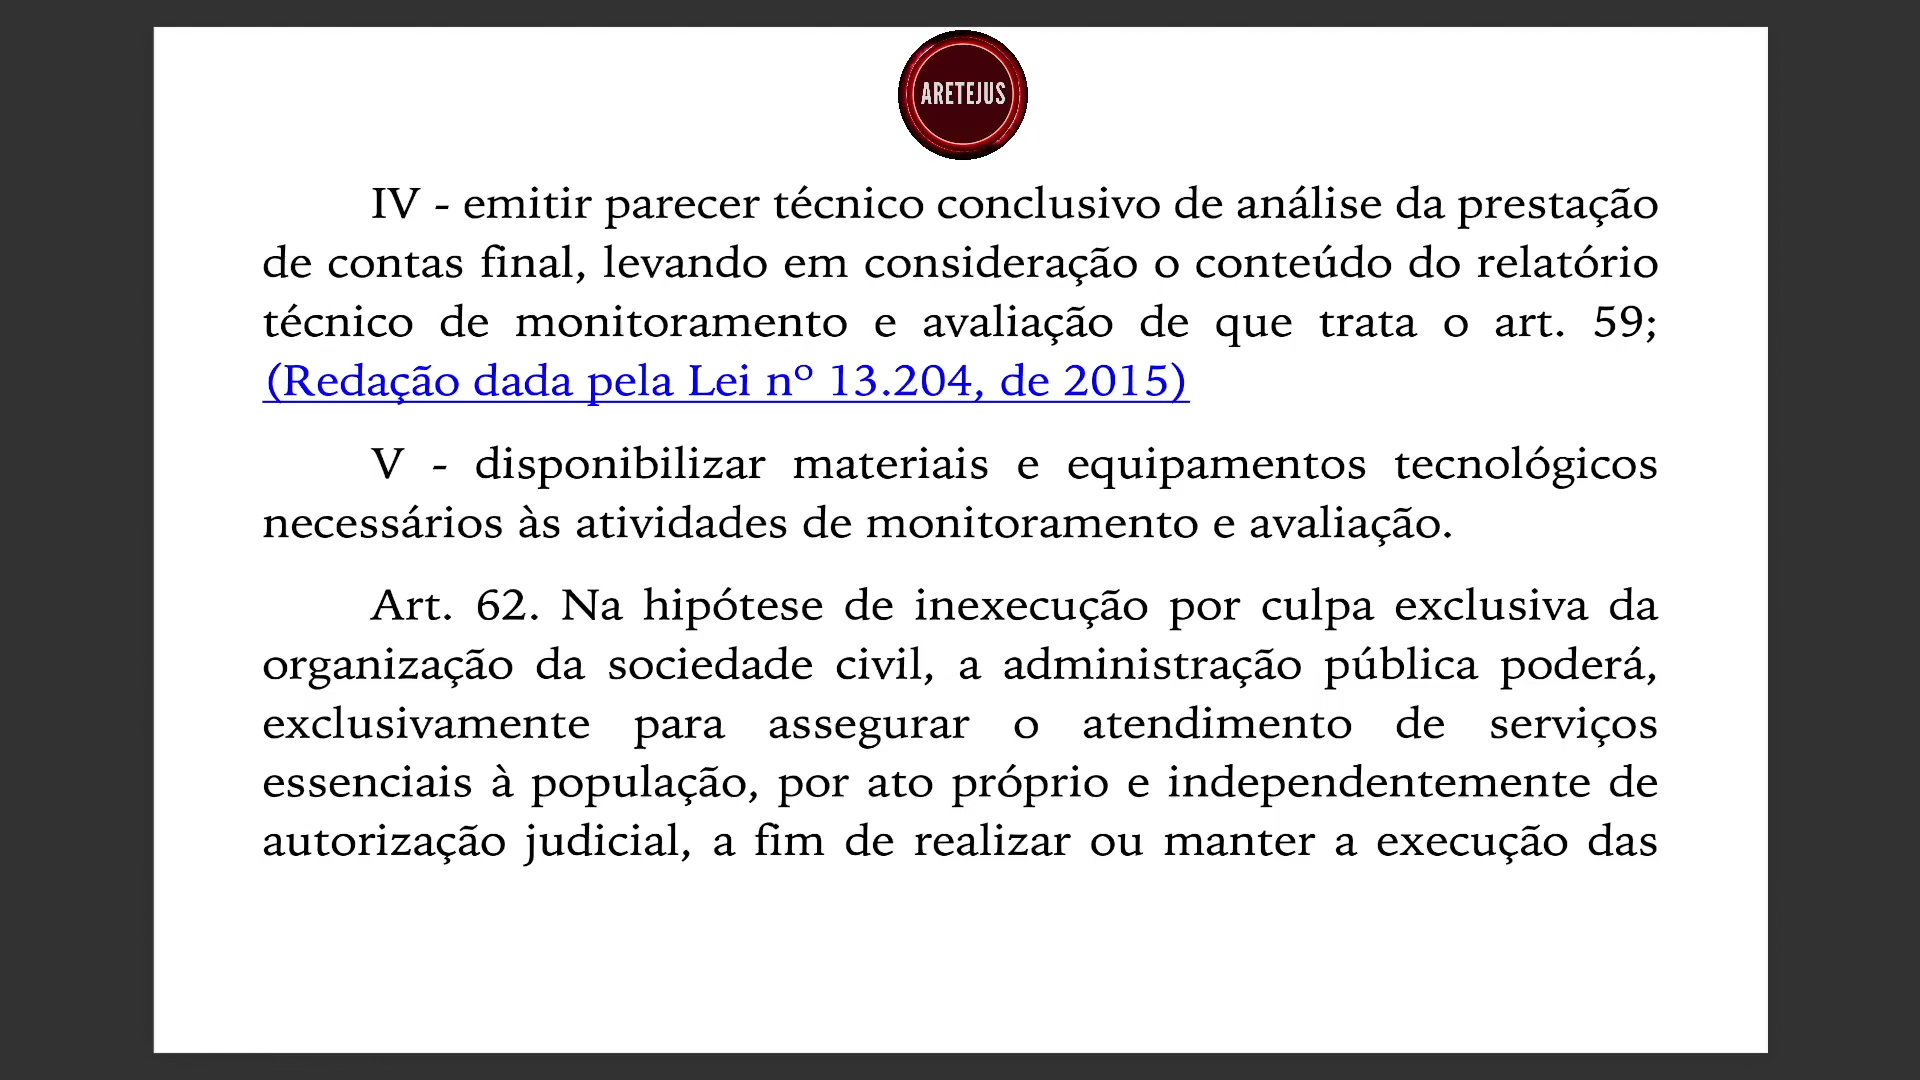 ARETEJUS
IV - emitir parecer técnico conclusivo de análise da prestação
de contas final, levando em consideração o conteúdo do relatório
técnico de monitoramento e avaliação de que trata o art. 59;
(Redação dada pela Lei nº 13.204, de 2015)
V - disponibilizar materiais e equipamentos tecnológicos
necessários às atividades de monitoramento e avaliação.
Art. 62. Na hipótese de inexecução por culpa exclusiva da
organização da sociedade civil, a administração pública poderá,
exclusivamente para assegurar o atendimento de serviços
essenciais à população, por ato próprio e independentemente de
autorização judicial, a fim de realizar ou manter a execução das